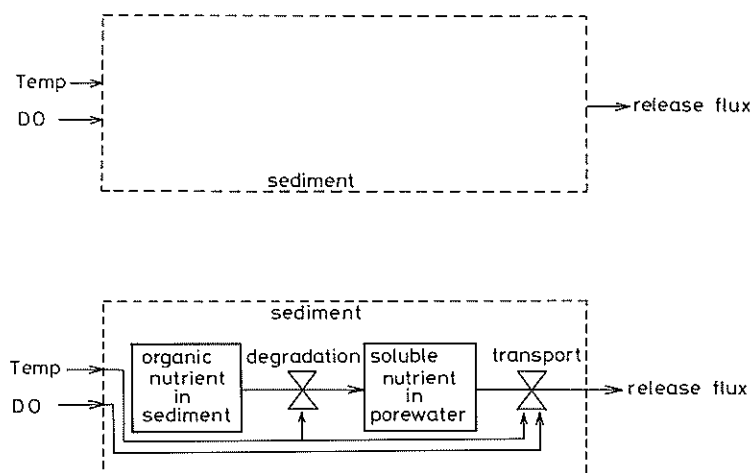 Temp
DO
release flux
sediment
sediment
Temp
DO
organic
nutrient
in
sediment
degradation
soluble
nutrient
in
porewater
transport
release flux